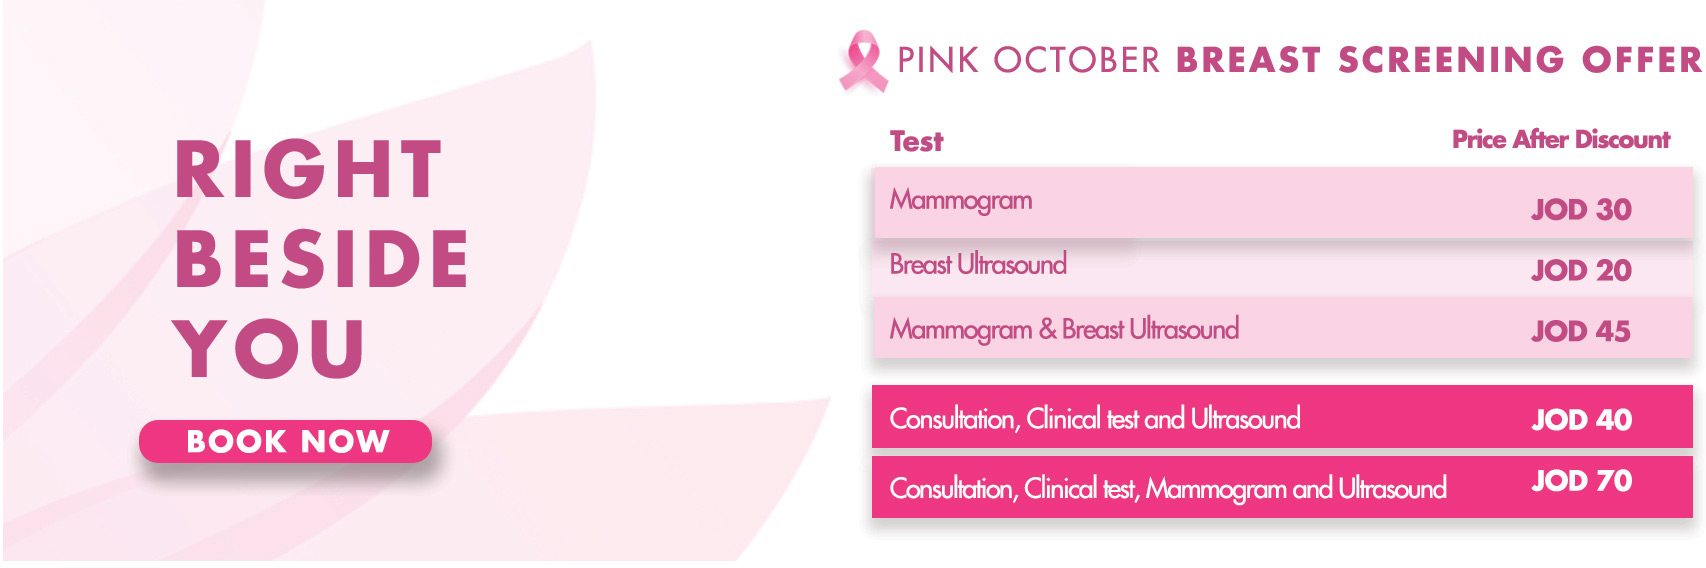 RIGHT
BESIDE
YOU
BOOK NOW
PINK OCTOBER BREAST SCREENING OFFER
Test Price After Discount
Mammogram JOD 30
Breast Ultrasound JOD 20
Mammogram & Breast Ultrasound JOD 45
Consultation, Clinical test and Ultrasound JOD 40
Consultation, Clinical test, Mammogram and Ultrasound JOD 70